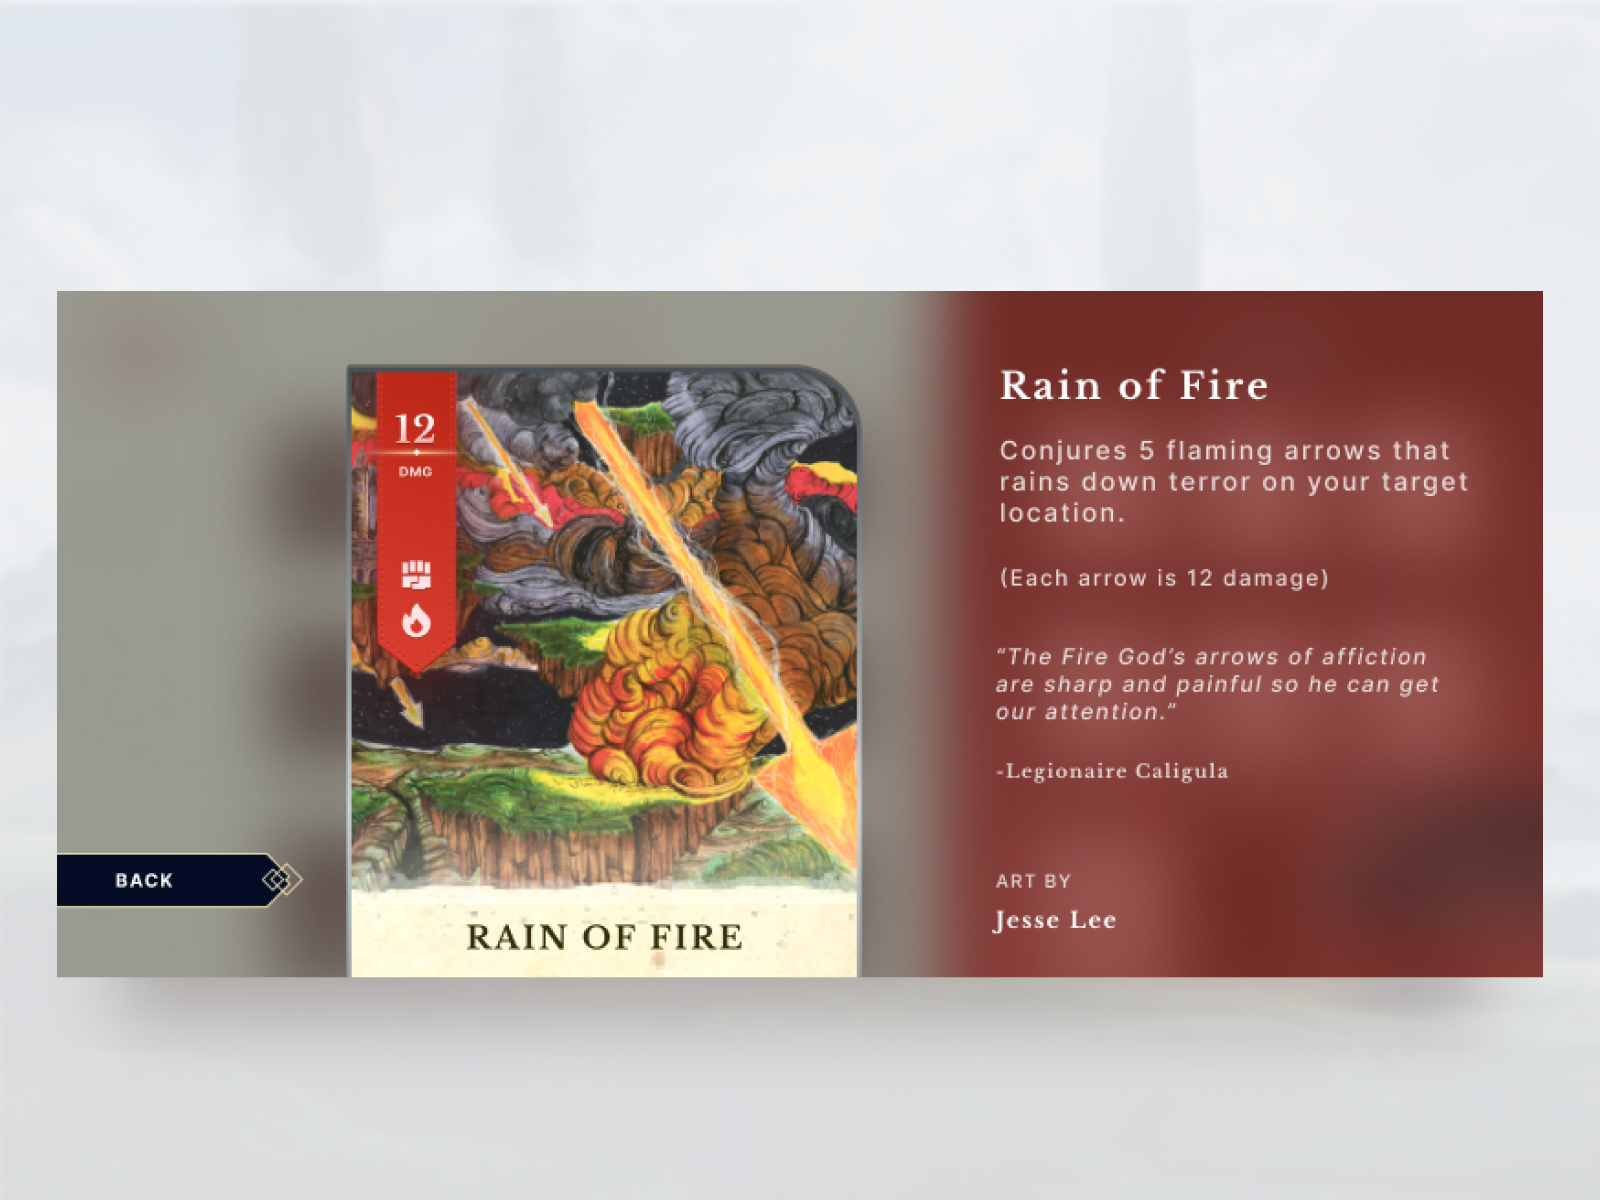 12
DMG
RAIN OF FIRE
BACK
Rain of Fire
Conjures 5 flaming arrows that
rains down terror on your target
location.
(Each arrow is 12 damage)
“The Fire God’s arrows of affiction
are sharp and painful so he can get
our attention.”
-Legionaire Caligula
ART BY
Jesse Lee